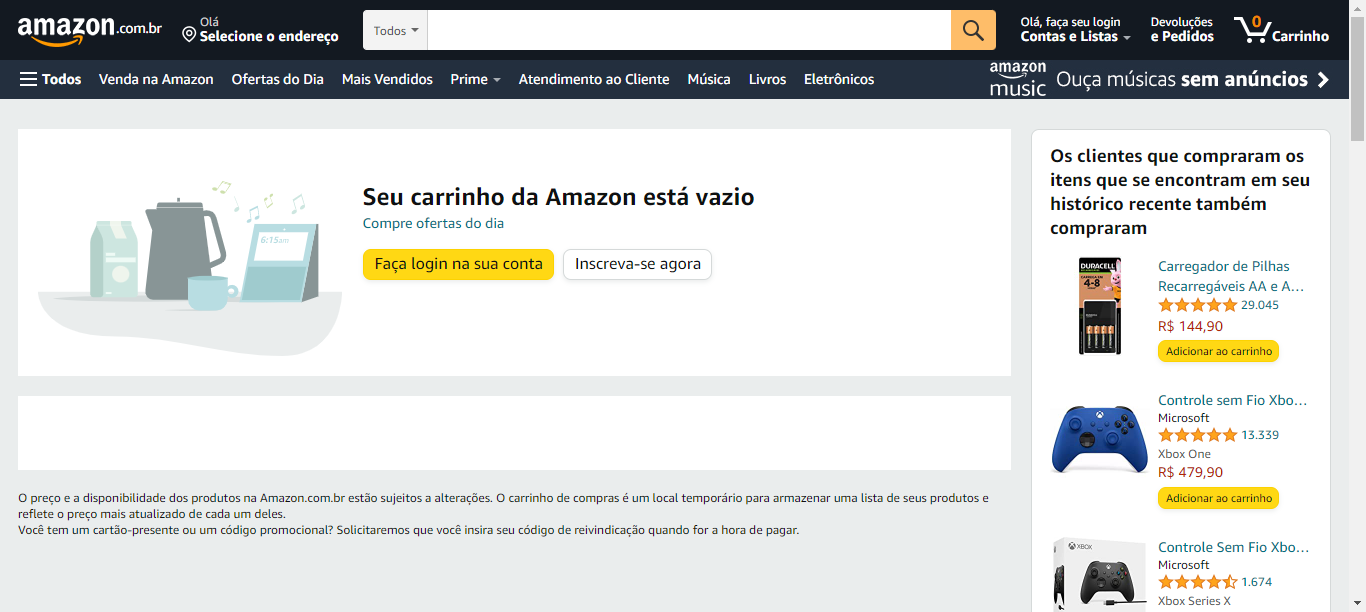 amazon.com.br
Olá
Selecione o endereço
Todos
Olá, faça seu login
Contas e Listas
Devoluções
e Pedidos
0
Carrinho
Todos
Venda na Amazon
Ofertas do Dia
Mais Vendidos
Prime
Atendimento ao Cliente
Música
Livros
Eletrônicos
amazon
music
Ouça músicas sem anúncios
6:15am
Seu carrinho da Amazon está vazio
Compre ofertas do dia
Faça login na sua conta
Inscreva-se agora
O preço e a disponibilidade dos produtos na Amazon.com.br estão sujeitos a alterações. O carrinho de compras é um local temporário para armazenar uma lista de seus produtos e
reflete o preço mais atualizado de cada um deles.
Você tem um cartão-presente ou um código promocional? Solicitaremos que você insira seu código de reivindicação quando for a hora de pagar.
Os clientes que compraram os
itens que se encontram em seu
histórico recente também
compraram
DURACELL
4-8
Carregador de Pilhas
Recarregáveis AA e A...
29.045
R$ 144,90
Adicionar ao carrinho
Controle sem Fio Xbo...
Microsoft
13.339
Xbox One
R$ 479,90
Adicionar ao carrinho
XBOX
Controle Sem Fio Xbo...
Microsoft
1.674
Xbox Series X